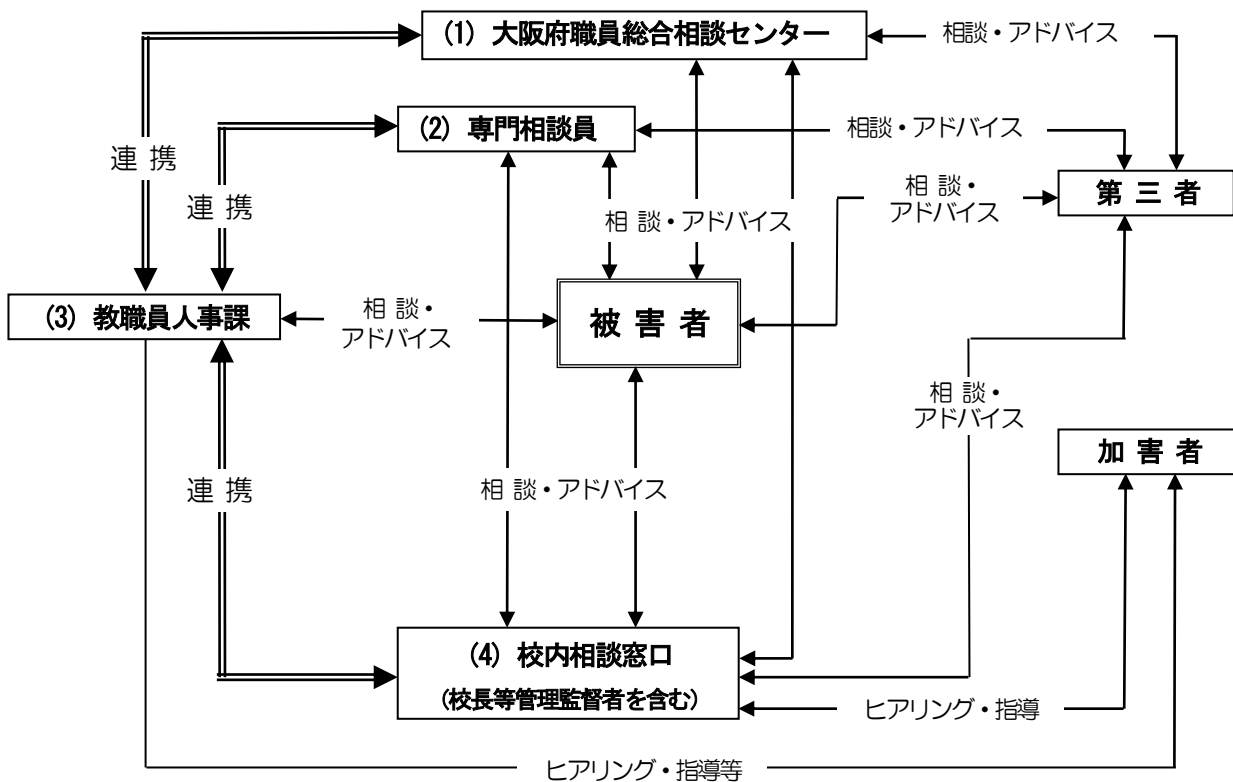 (1) 大阪府職員総合相談センター
相談・アドバイス
(2) 専門相談員
相談・アドバイス
連 携
連 携
相 談・
アドバイス
第 三 者
相 談・アドバイス
(3) 教職員人事課
相 談・
アドバイス
被 害 者
相 談・
アドバイス
加 害 者
連 携
相 談・アドバイス
(4) 校内相談窓口
(校長等管理監督者を含む)
ヒアリング・指導
ヒアリング・指導等